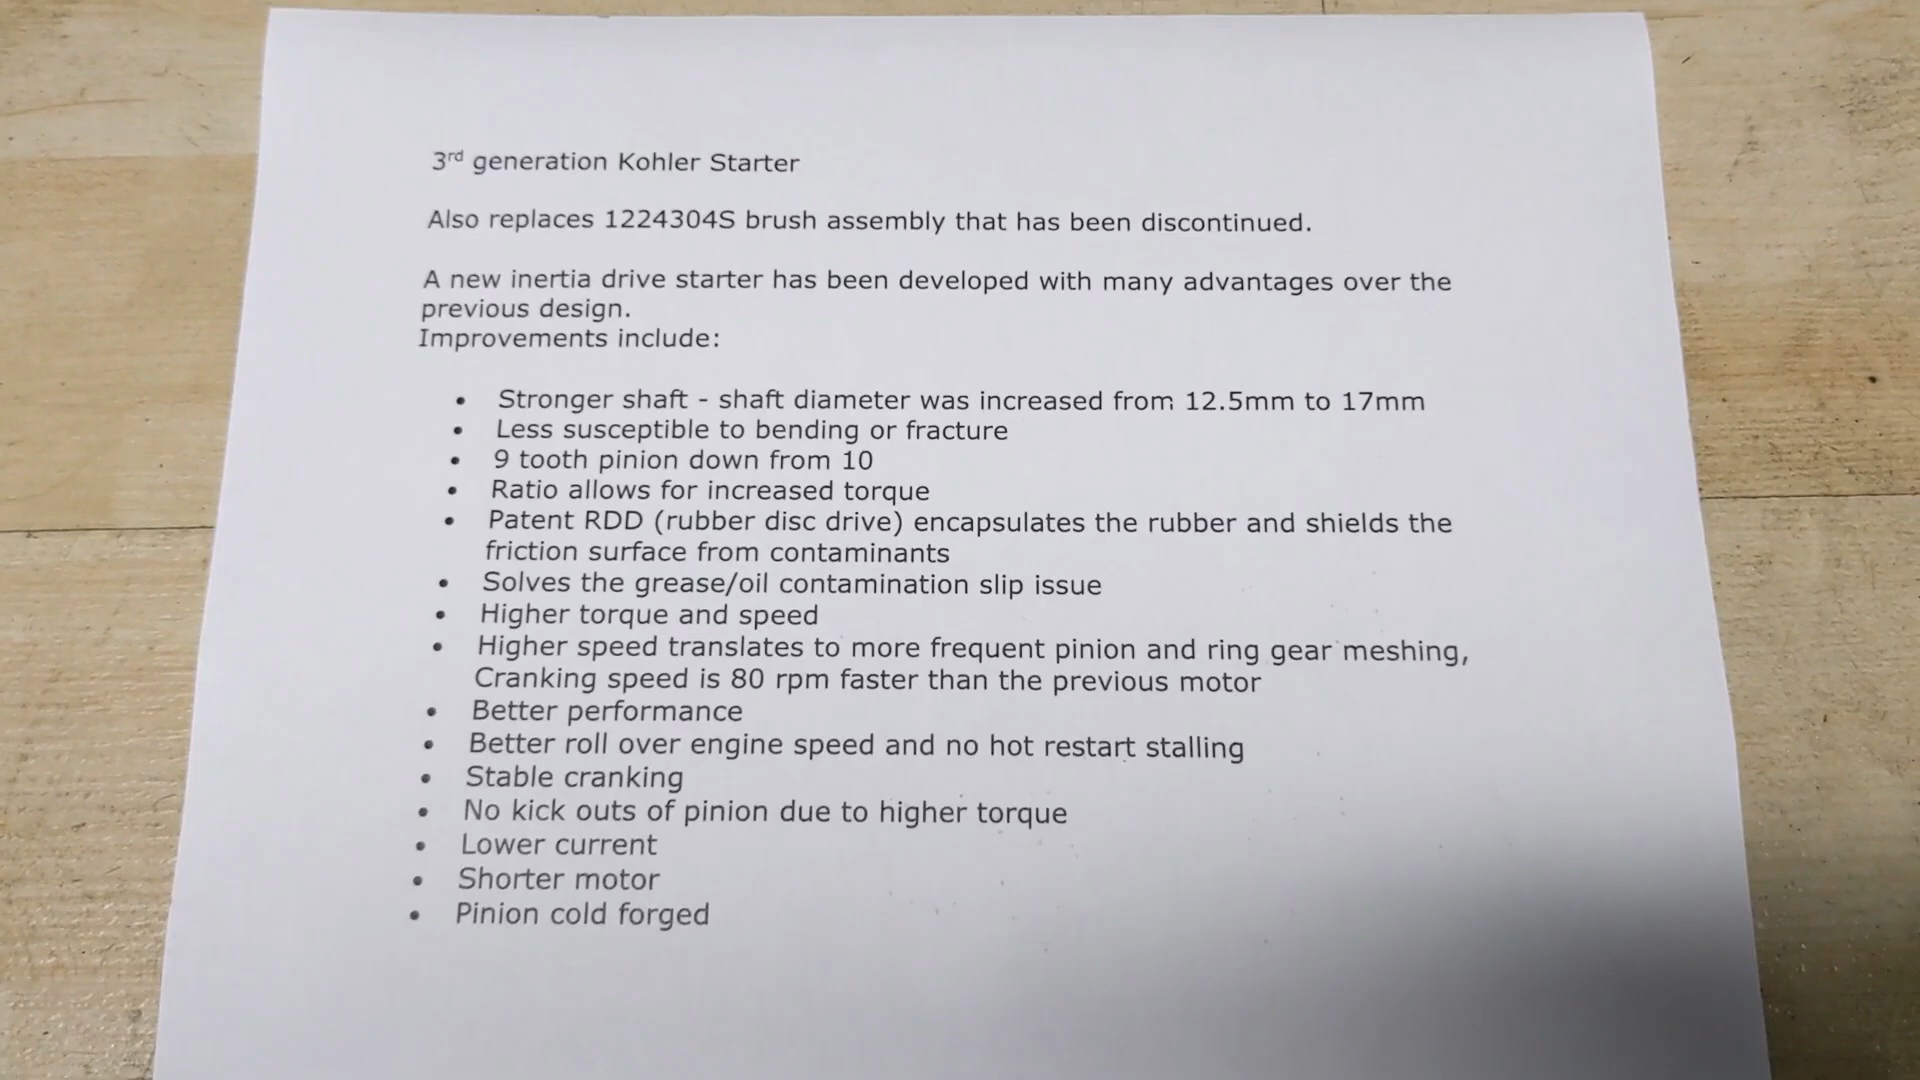 3rd generation Kohler Starter
Also replaces 1224304S brush assembly that has been discontinued.
A new inertia drive starter has been developed with many advantages over the
previous design.
Improvements include:
• Stronger shaft - shaft diameter was increased from 12.5mm to 17mm
• Less susceptible to bending or fracture
• 9 tooth pinion down from 10
• Ratio allows for increased torque
• Patent RDD (rubber disc drive) encapsulates the rubber and shields the
friction surface from contaminants
• Solves the grease/oil contamination slip issue
• Higher torque and speed
• Higher speed translates to more frequent pinion and ring gear meshing,
Cranking speed is 80 rpm faster than the previous motor
• Better performance
• Better roll over engine speed and no hot restart stalling
• Stable cranking
• No kick outs of pinion due to higher torque
• Lower current
• Shorter motor
• Pinion cold forged